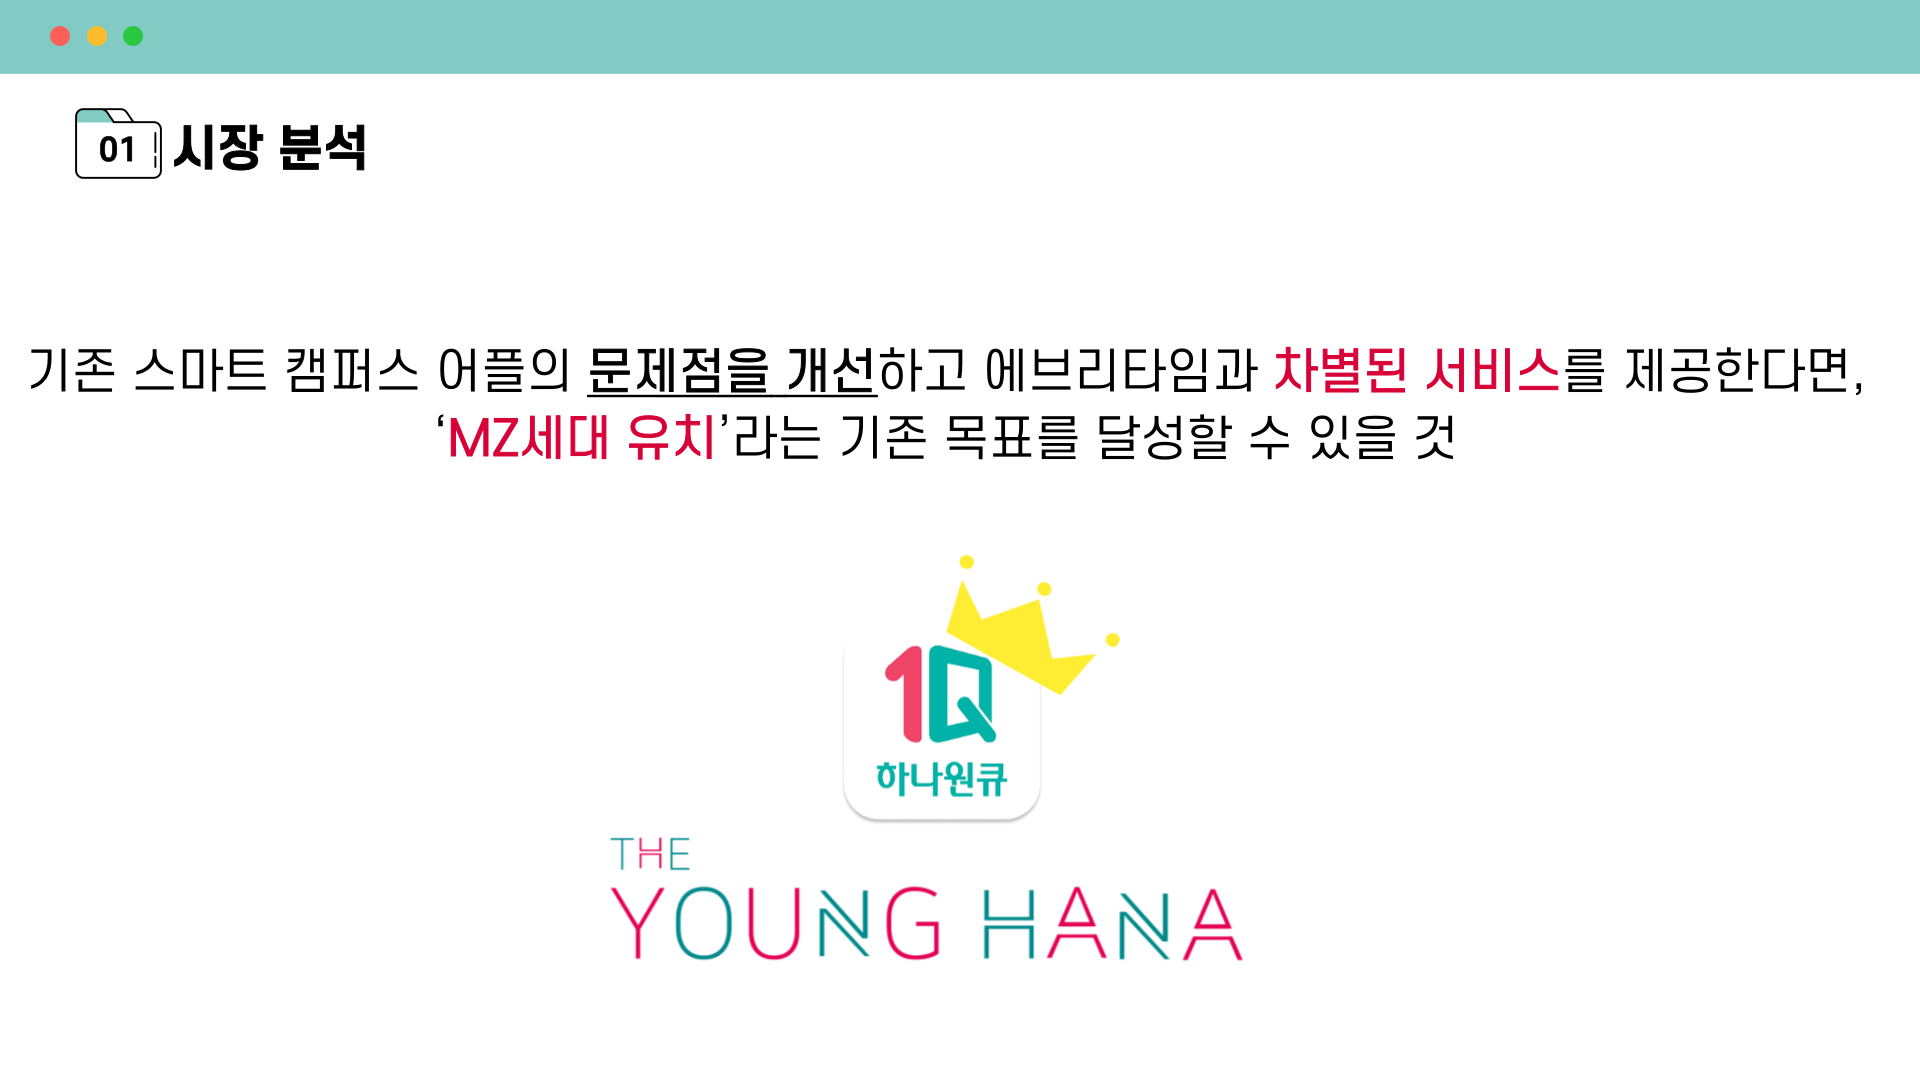 01 시장 분석
기존 스마트 캠퍼스 어플의 문제점을 개선하고 에브리타임과 차별된 서비스를 제공한다면,
‘MZ세대 유치’라는 기존 목표를 달성할 수 있을 것
1Q
하나원큐
THE
YOUNG HANA